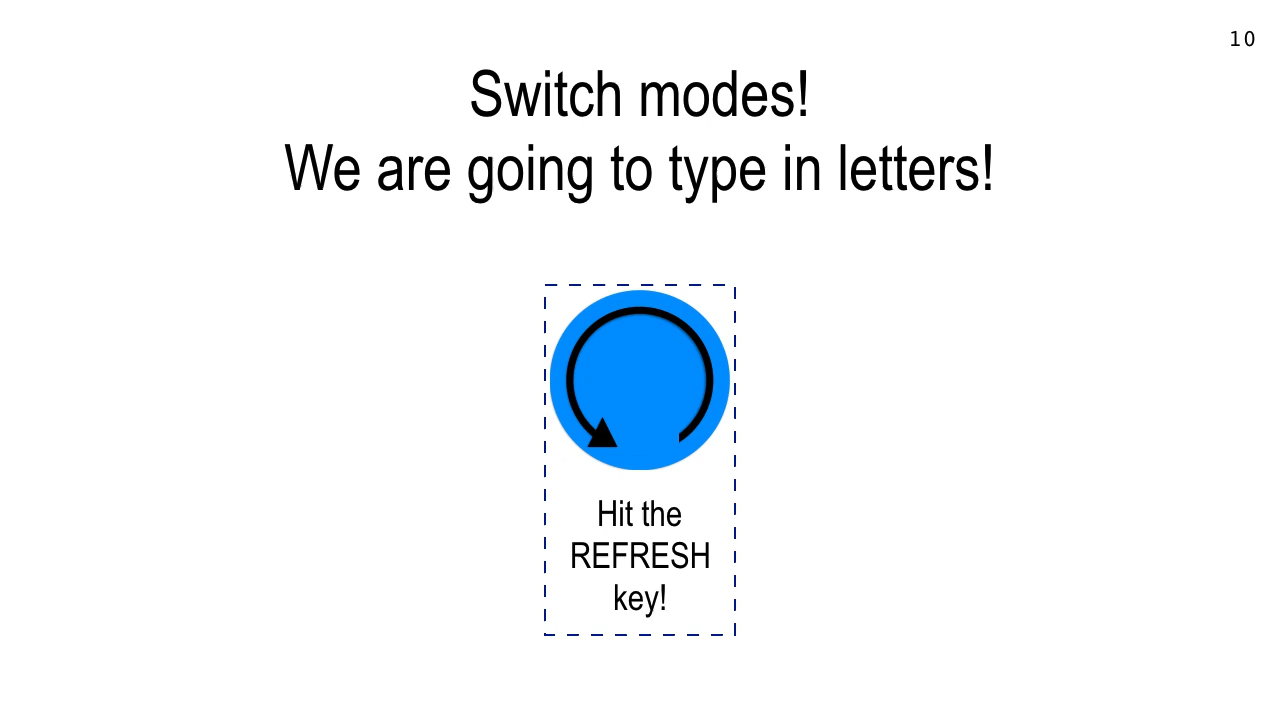 10
Switch modes!
We are going to type in letters!
Hit the
REFRESH
key!